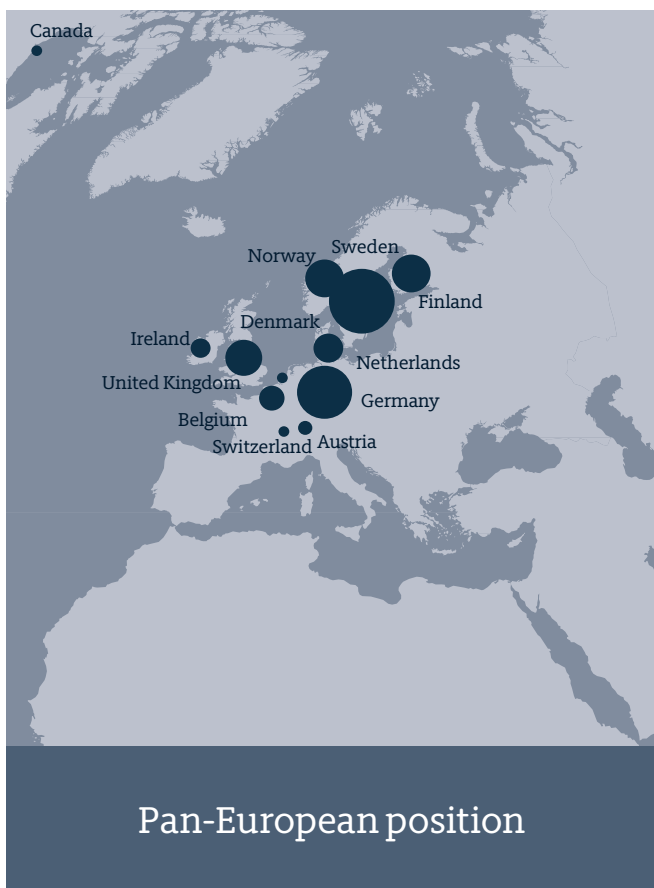 Canada
Norway
Sweden
Finland
Denmark
Ireland
Netherlands
United Kingdom
Germany
Belgium
Switzerland
Austria
Pan-European position